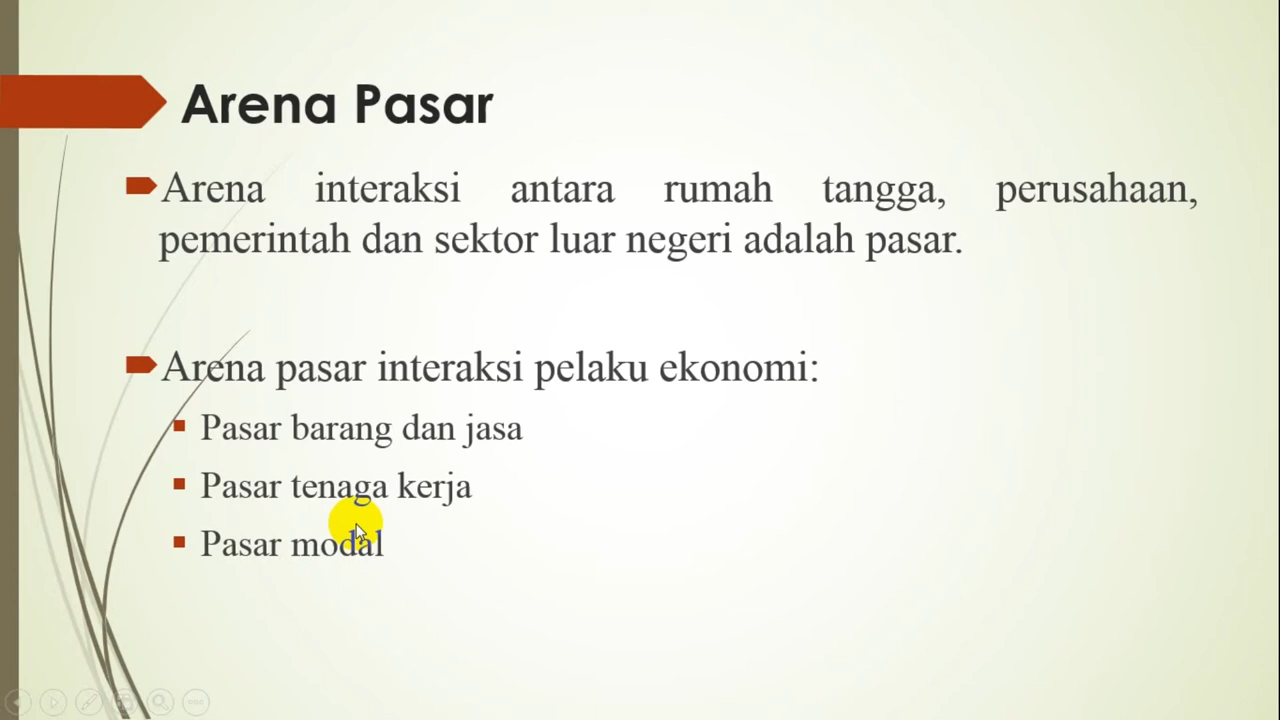 Arena Pasar
Arena interaksi antara rumah tangga, perusahaan,
pemerintah dan sektor luar negeri adalah pasar.
Arena pasar interaksi pelaku ekonomi:
Pasar barang dan jasa
Pasar tenaga kerja
Pasar modal